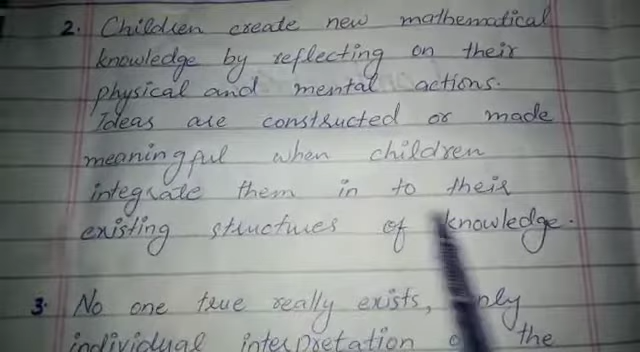 2. Children create new mathematical
knowledge by reflecting on their
physical and mental actions.
Ideas are constructed or made
meaningful when children
integrate them in to their
existing structures of knowledge.
3. No one true really exists, only
individual interpretation the